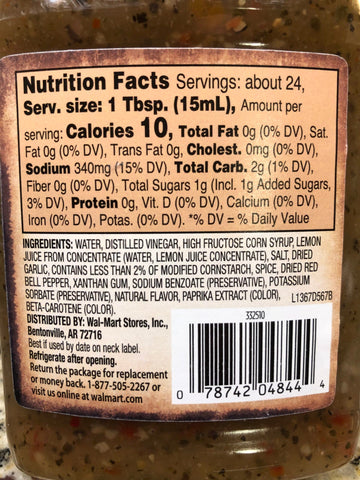 Nutrition Facts Servings: about 24,
Serv. size: 1 Tbsp. (15mL), Amount per
serving: Calories 10, Total Fat 0g (0% DV), Sat.
Fat 0g (0% DV), Trans Fat 0g, Cholest. 0mg (0% DV),
Sodium 340mg (15% DV), Total Carb. 2g (1% DV),
Fiber 0g (0% DV), Total Sugars 1g (Incl. 1g Added Sugars,
3% DV), Protein 0g, Vit. D (0% DV), Calcium (0% DV),
Iron (0% DV), Potas. (0% DV). *% DV = % Daily Value
INGREDIENTS: WATER, DISTILLED VINEGAR, HIGH FRUCTOSE CORN SYRUP, LEMON
JUICE FROM CONCENTRATE (WATER, LEMON JUICE CONCENTRATE), SALT, DRIED
GARLIC, CONTAINS LESS THAN 2% OF MODIFIED CORNSTARCH, SPICE, DRIED RED
BELL PEPPER, XANTHAN GUM, SODIUM BENZOATE (PRESERVATIVE), POTASSIUM
SORBATE (PRESERVATIVE), NATURAL FLAVOR, PAPRIKA EXTRACT (COLOR),
BETA-CAROTENE (COLOR).
L1367D567B
DISTRIBUTED BY: Wal-Mart Stores, Inc.,
Bentonville, AR 72716
Best if used by date on neck label.
Refrigerate after opening.
Return the package for replacement
or money back. 1-877-505-2267 or
visit us online at walmart.com.
332510
0 78742 04844 4